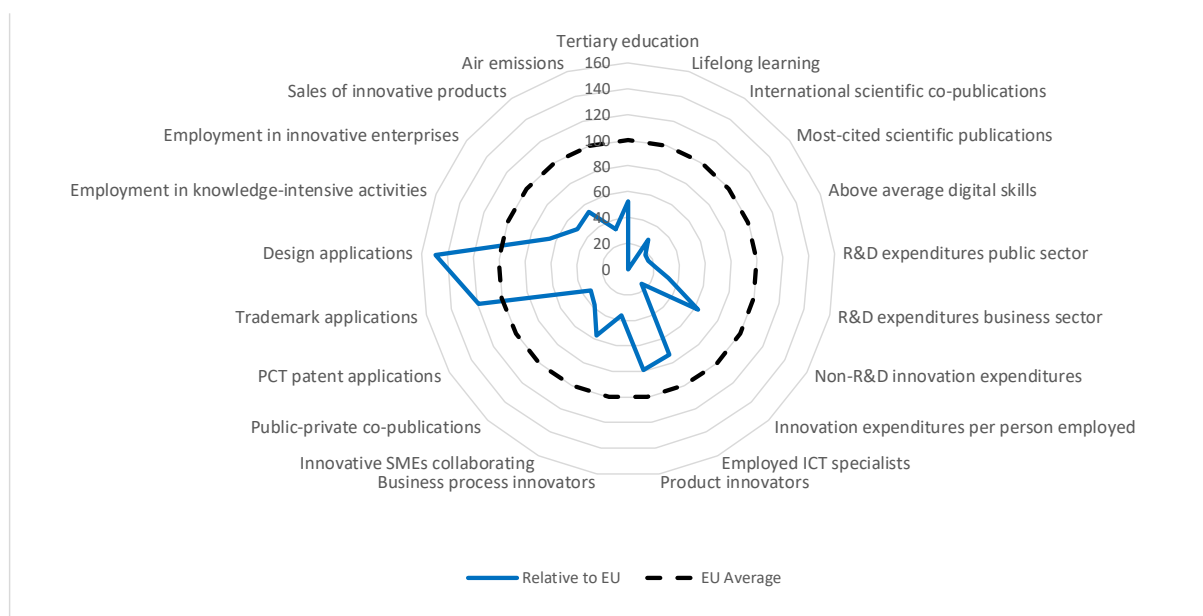 Tertiary education
Air emissions
Lifelong learning
Sales of innovative products
International scientific co-publications
Employment in innovative enterprises
Most-cited scientific publications
Employment in knowledge-intensive activities
Above average digital skills
Design applications
R&D expenditures public sector
Trademark applications
R&D expenditures business sector
PCT patent applications
Non-R&D innovation expenditures
Public-private co-publications
Innovation expenditures per person employed
Innovative SMEs collaborating
Employed ICT specialists
Business process innovators
Product innovators
160
140
120
100
80
60
40
20
0
Relative to EU
EU Average